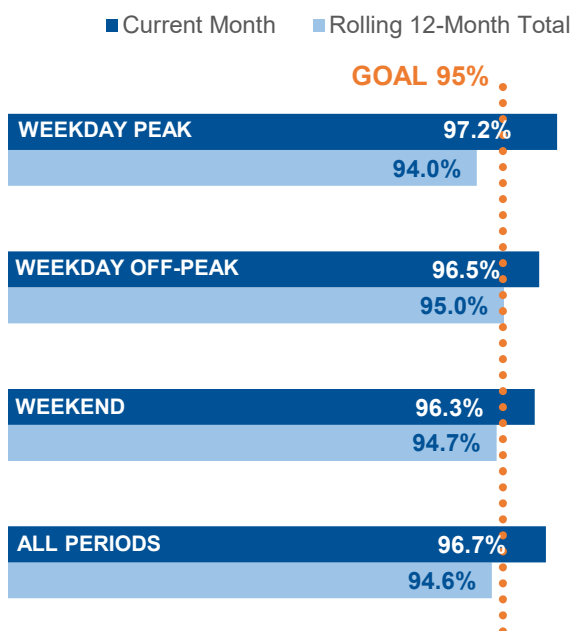 Current Month Rolling 12-Month Total
GOAL 95%
WEEKDAY PEAK 97.2%
94.0%
WEEKDAY OFF-PEAK 96.5%
95.0%
WEEKEND 96.3%
94.7%
ALL PERIODS 96.7%
94.6%